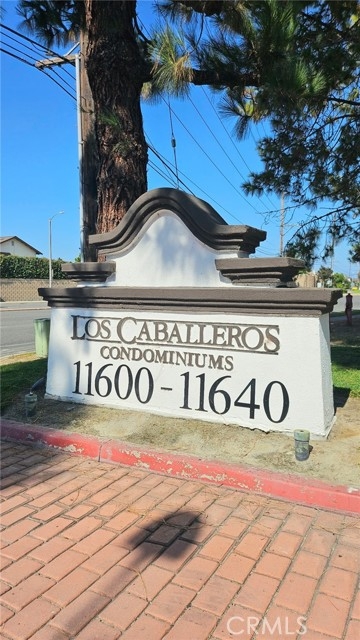 LOS CABALLEROS
CONDOMINIUMS
11600-11640
CRMLS